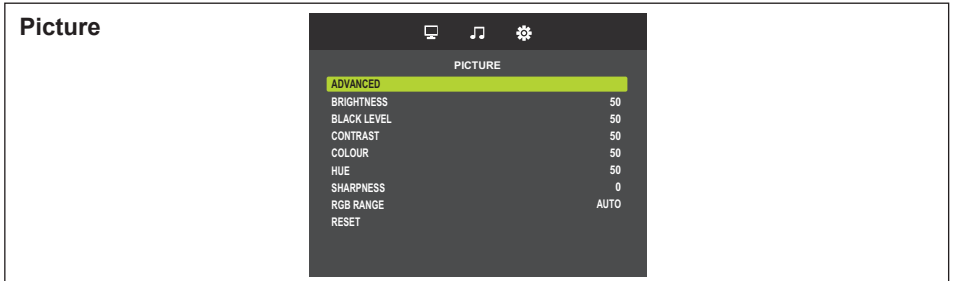 Picture
PICTURE
ADVANCED
BRIGHTNESS 50
BLACK LEVEL 50
CONTRAST 50
COLOUR 50
HUE 50
SHARPNESS 0
RGB RANGE AUTO
RESET